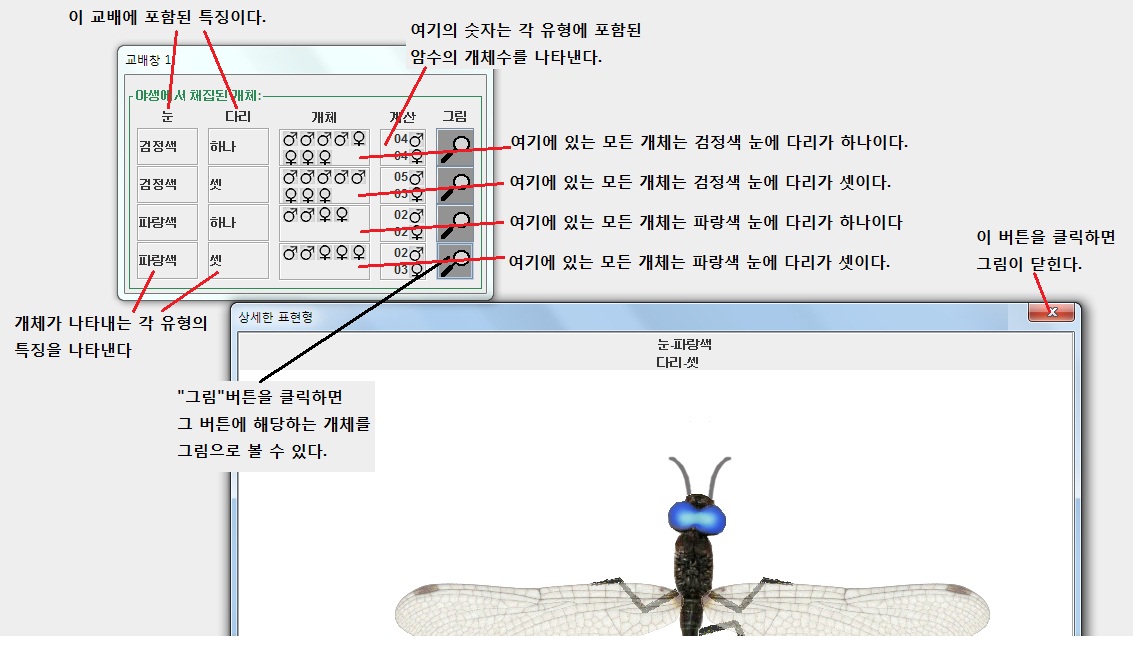 이 교배에 포함된 특징이다.
여기의 숫자는 각 유형에 포함된
암수의 개체수를 나타낸다.
교배창 1
야생에서 채집된 개체:
눈 다리 개체 계산 그림
검정색 하나 ♂♂♂♂♀ 04♂
♀♀♀ 04♀
여기에 있는 모든 개체는 검정색 눈에 다리가 하나이다.
검정색 셋 ♂♂♂♂♂ 05♂
♀♀♀ 03♀
여기에 있는 모든 개체는 검정색 눈에 다리가 셋이다.
파랑색 하나 ♂♂♀♀ 02♂
02♀
여기에 있는 모든 개체는 파랑색 눈에 다리가 하나이다
파랑색 셋 ♂♂♀♀♀ 02♂
03♀
여기에 있는 모든 개체는 파랑색 눈에 다리가 셋이다.
이 버튼을 클릭하면
그림이 닫힌다.
개체가 나타내는 각 유형의
특징을 나타낸다
상세한 표현형
x
눈-파랑색
다리-셋
"그림"버튼을 클릭하면
그 버튼에 해당하는 개체를
그림으로 볼 수 있다.